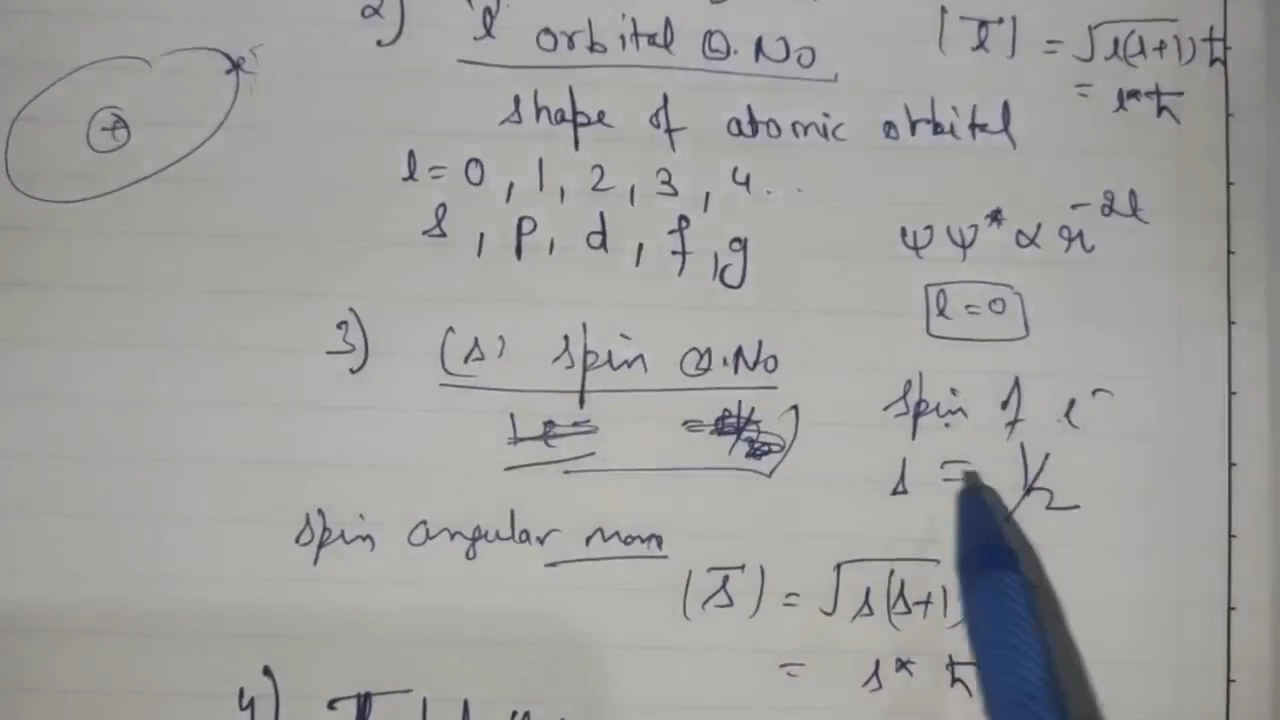 2) 'l' orbital Q.No
|l̅| = √l(l+1) ħ
= l*ħ
shape of atomic orbital
l = 0, 1, 2, 3, 4..
s, p, d, f, g
ψψ* ∝ r⁻²ˡ
l = 0
3) (s) spin Q.No
spin of e⁻
s = 1/2
spin angular mom
(s̅) = √s(s+1)
= s* ħ
4)